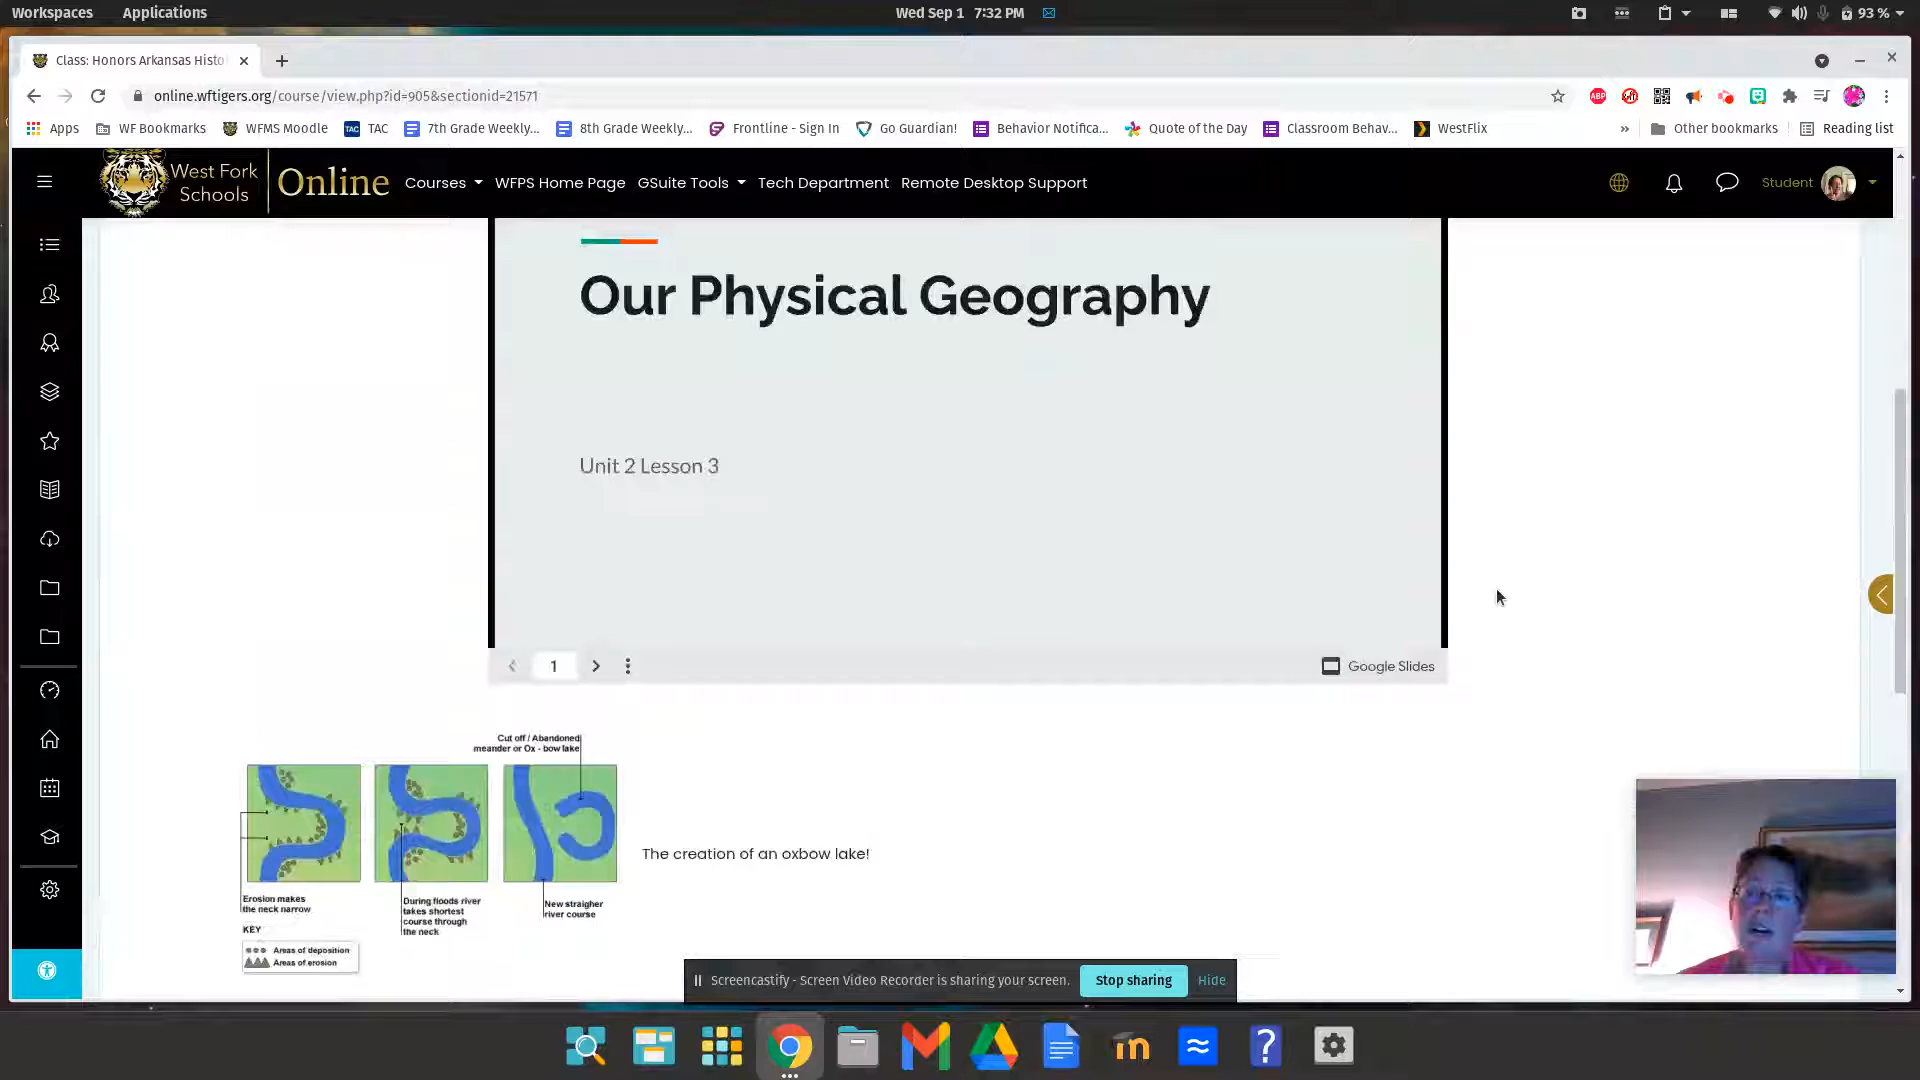 Workspaces
Applications
Wed Sep 1 7:32 PM
93 %
Class: Honors Arkansas Histo
online.wftigers.org/course/view.php?id=905&sectionid=21571
ABP
Apps
WF Bookmarks
WFMS Moodle
TAC
TAC
7th Grade Weekly...
8th Grade Weekly...
Frontline - Sign In
Go Guardian!
Behavior Notifica...
Quote of the Day
Classroom Behav...
WestFlix
»
Other bookmarks
Reading list
West Fork
Schools
Online
Courses
WFPS Home Page
GSuite Tools
Tech Department
Remote Desktop Support
Student
Our Physical Geography
Unit 2 Lesson 3
1
Google Slides
Cut off / Abandoned
meander or Ox - bow lake
Erosion makes
the neck narrow
During floods river
takes shortest
course through
the neck
New straigher
river course
KEY
Areas of deposition
Areas of erosion
The creation of an oxbow lake!
Screencastify - Screen Video Recorder is sharing your screen.
Stop sharing
Hide
m
?